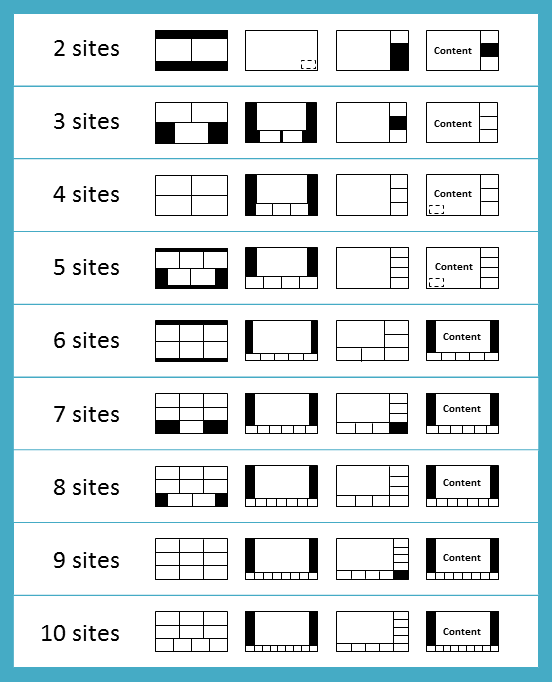 2 sites Content
3 sites Content
4 sites Content
5 sites Content
6 sites Content
7 sites Content
8 sites Content
9 sites Content
10 sites Content